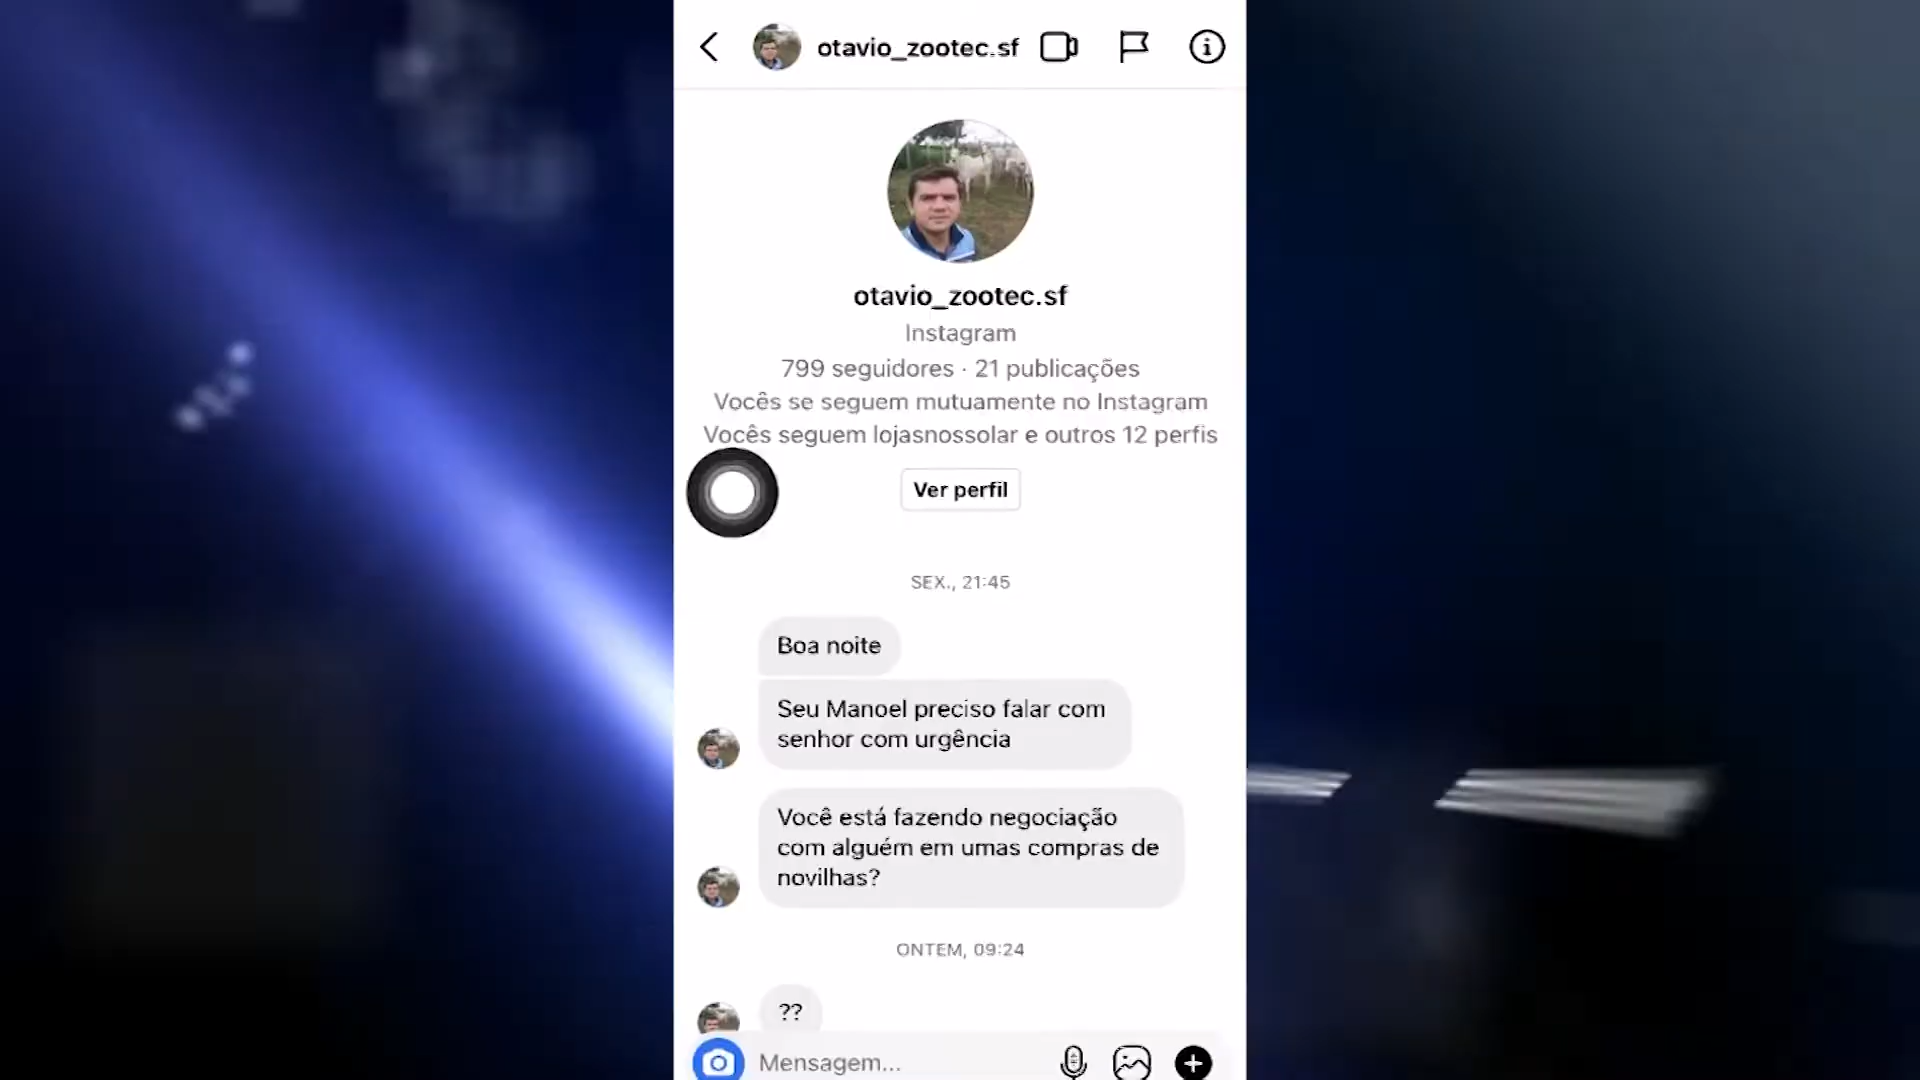 otavio_zootec.sf
otavio_zootec.sf
Instagram
799 seguidores · 21 publicações
Vocês se seguem mutuamente no Instagram
Vocês seguem lojasnossolar e outros 12 perfis
Ver perfil
SEX., 21:45
Boa noite
Seu Manoel preciso falar com
senhor com urgência
Você está fazendo negociação
com alguém em umas compras de
novilhas?
ONTEM, 09:24
??
Mensagem...